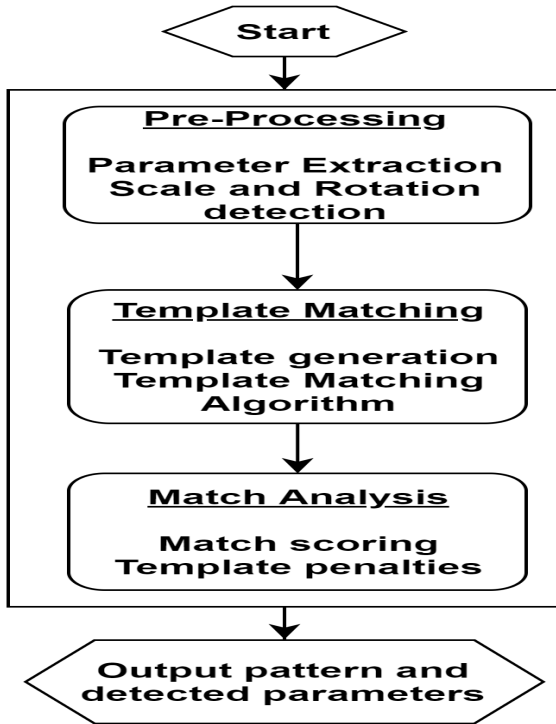 Start
Pre-Processing
Parameter Extraction
Scale and Rotation
detection
Template Matching
Template generation
Template Matching
Algorithm
Match Analysis
Match scoring
Template penalties
Output pattern and
detected parameters